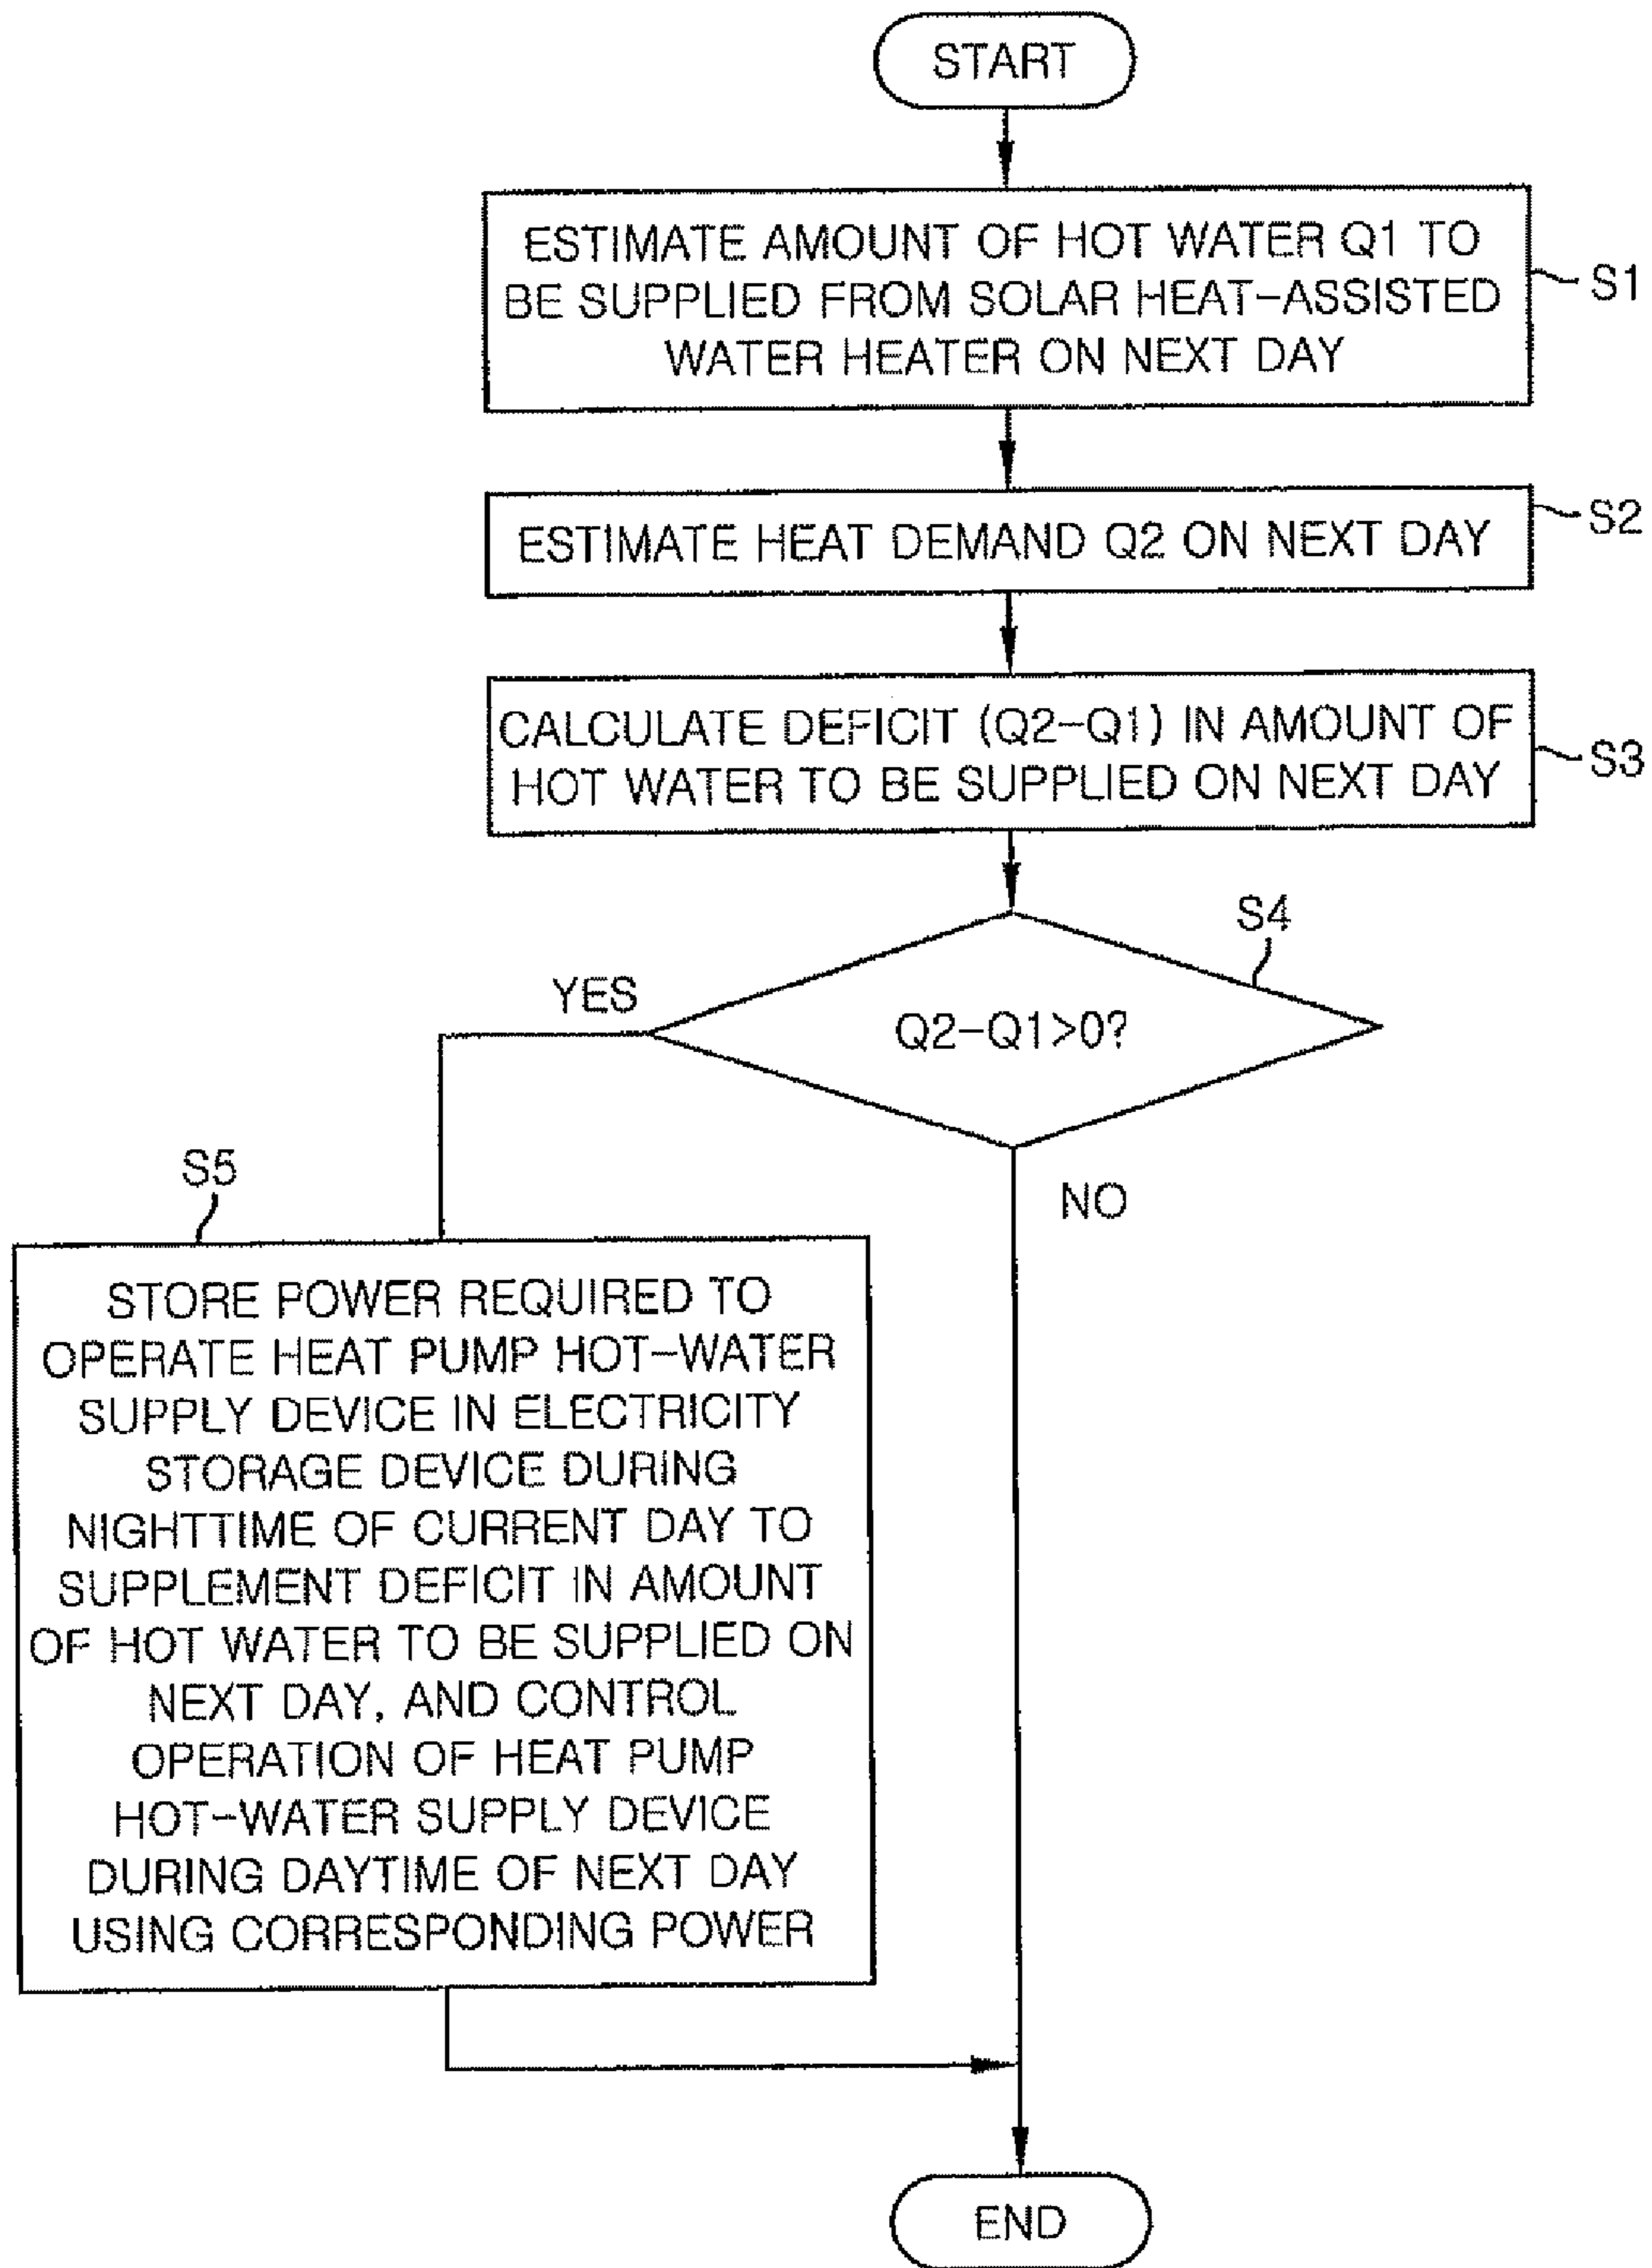 START
ESTIMATE AMOUNT OF HOT WATER Q1 TO
BE SUPPLIED FROM SOLAR HEAT-ASSISTED
WATER HEATER ON NEXT DAY
S1
ESTIMATE HEAT DEMAND Q2 ON NEXT DAY
S2
CALCULATE DEFICIT (Q2-Q1) IN AMOUNT OF
HOT WATER TO BE SUPPLIED ON NEXT DAY
S3
S4
YES
Q2-Q1>0?
NO
S5
STORE POWER REQUIRED TO
OPERATE HEAT PUMP HOT-WATER
SUPPLY DEVICE IN ELECTRICITY
STORAGE DEVICE DURING
NIGHTTIME OF CURRENT DAY TO
SUPPLEMENT DEFICIT IN AMOUNT
OF HOT WATER TO BE SUPPLIED ON
NEXT DAY, AND CONTROL
OPERATION OF HEAT PUMP
HOT-WATER SUPPLY DEVICE
DURING DAYTIME OF NEXT DAY
USING CORRESPONDING POWER
END